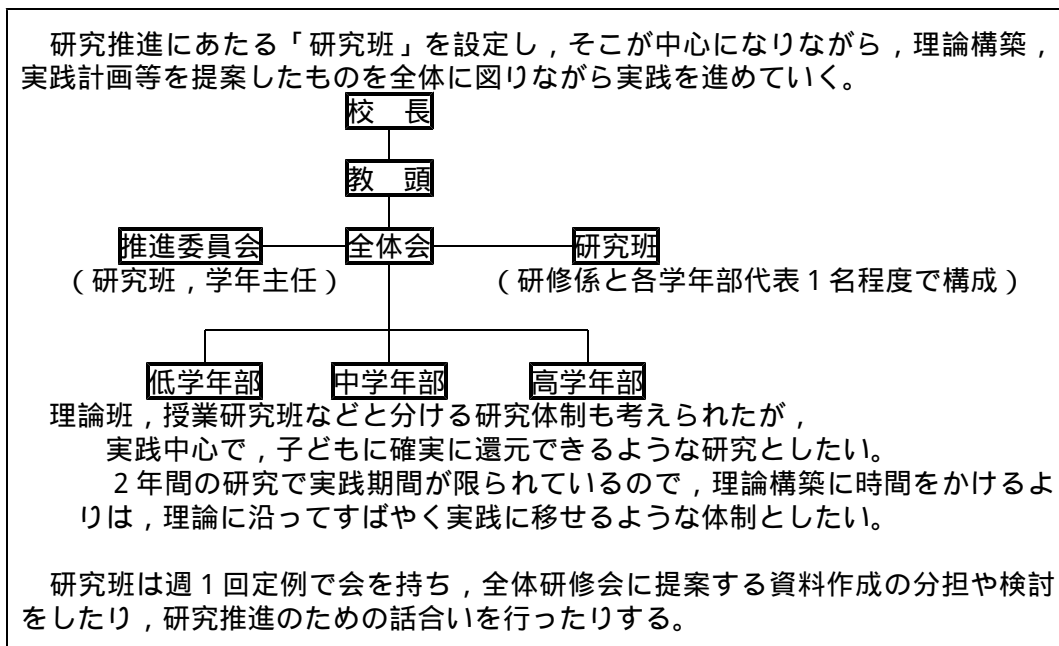 研究推進にあたる「研究班」を設定し，そこが中心になりながら，理論構築，
実践計画等を提案したものを全体に図りながら実践を進めていく。
校　長
教　頭
推進委員会 全体会 研究班
（研究班，学年主任） （研修係と各学年部代表１名程度で構成）
低学年部 中学年部 高学年部
理論班，授業研究班などと分ける研究体制も考えられたが，
実践中心で，子どもに確実に還元できるような研究としたい。
２年間の研究で実践期間が限られているので，理論構築に時間をかけるよ
りは，理論に沿ってすばやく実践に移せるような体制としたい。
研究班は週１回定例で会を持ち，全体研修会に提案する資料作成の分担や検討
をしたり，研究推進のための話合いを行ったりする。